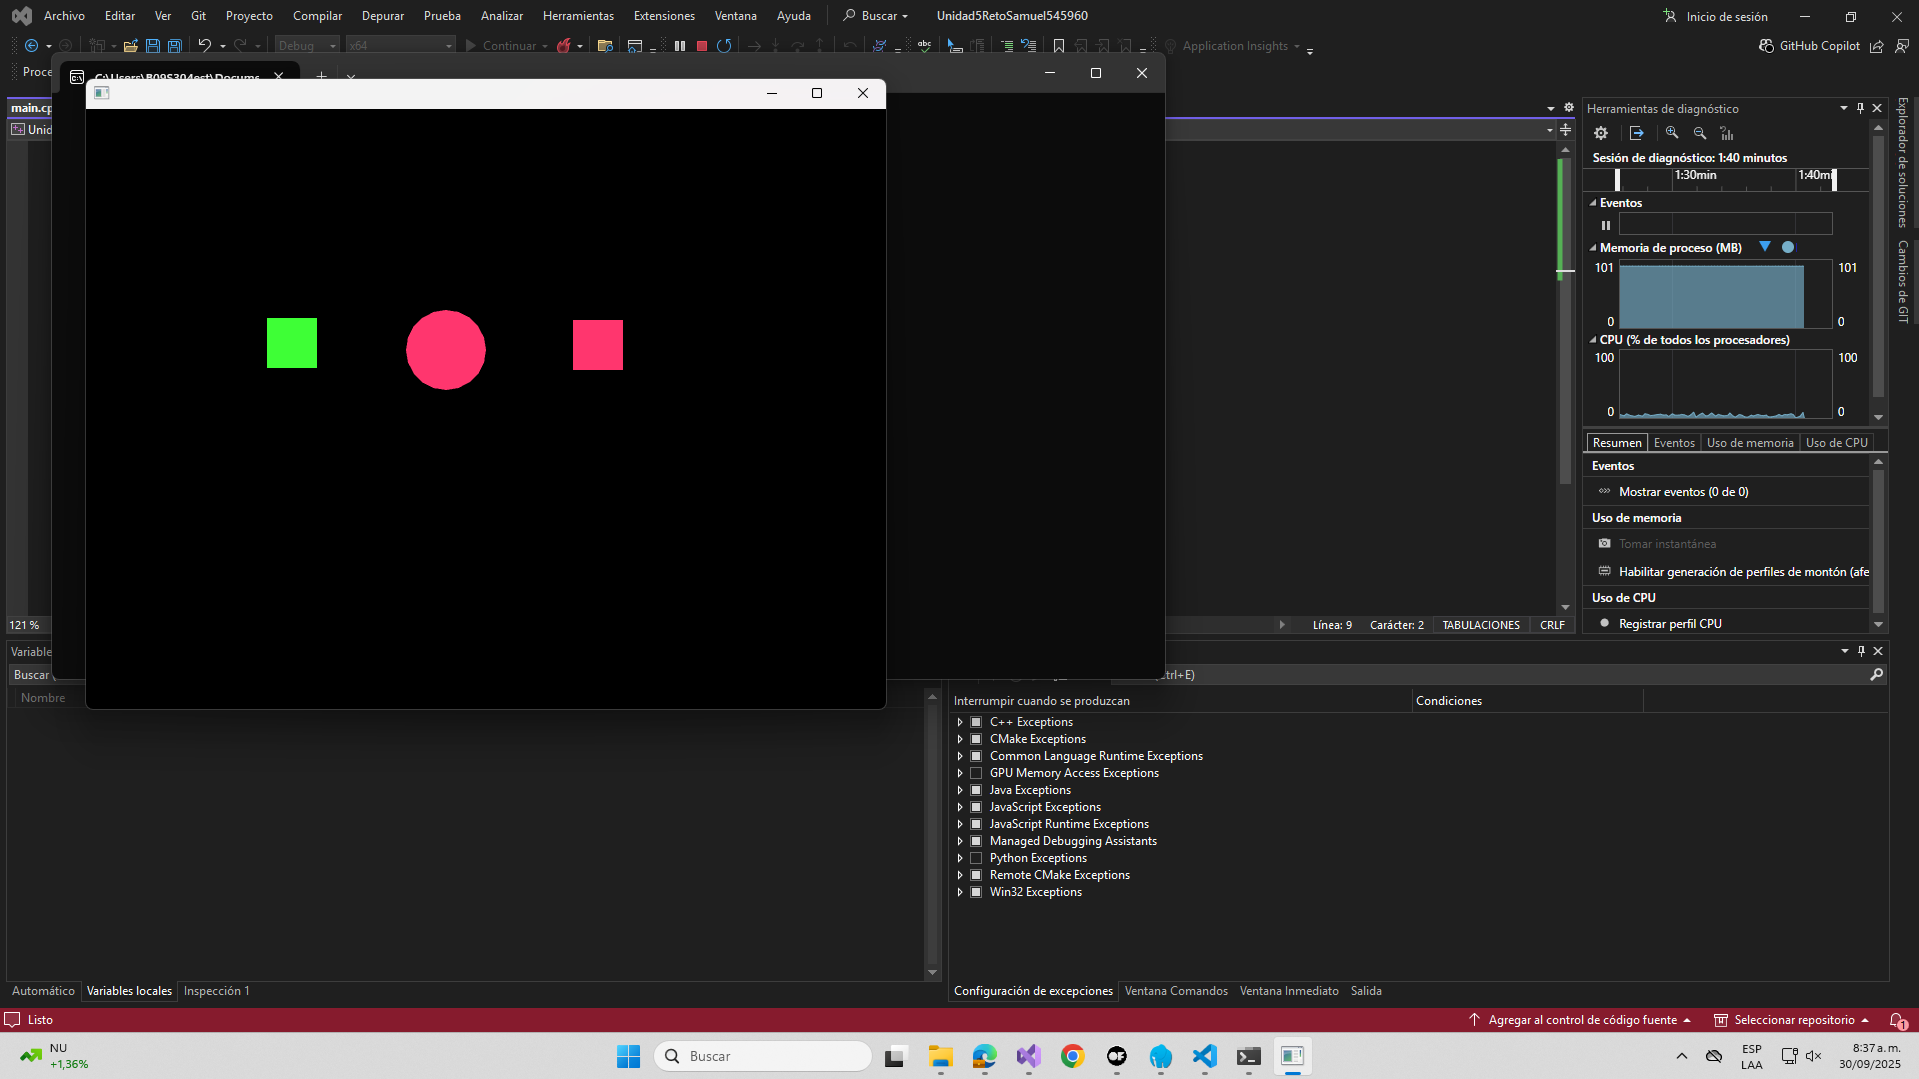 Archivo Editar Ver Git Proyecto Compilar Depurar Prueba Analizar Herramientas Extensiones Ventana Ayuda Buscar Unidad5RetoSamuel545960 Inicio de sesión
Debug x64 Continuar abc Application Insights GitHub Copilot
Proce C:\Users\B09S304est\Docume
main.cp
Unid
Herramientas de diagnóstico
Sesión de diagnóstico: 1:40 minutos
1:30min 1:40mi
Eventos
Memoria de proceso (MB)
101 101
0 0
CPU (% de todos los procesadores)
100 100
0 0
Resumen Eventos Uso de memoria Uso de CPU
Eventos
Mostrar eventos (0 de 0)
Uso de memoria
Tomar instantánea
Habilitar generación de perfiles de montón (afe
Uso de CPU
Registrar perfil CPU
Explorador de soluciones
Cambios de GIT
121 % Línea: 9 Carácter: 2 TABULACIONES CRLF
Variable
Buscar ( trl+E)
Nombre
Interrumpir cuando se produzcan Condiciones
C++ Exceptions
CMake Exceptions
Common Language Runtime Exceptions
GPU Memory Access Exceptions
Java Exceptions
JavaScript Exceptions
JavaScript Runtime Exceptions
Managed Debugging Assistants
Python Exceptions
Remote CMake Exceptions
Win32 Exceptions
Automático Variables locales Inspección 1
Configuración de excepciones Ventana Comandos Ventana Inmediato Salida
Listo Agregar al control de código fuente Seleccionar repositorio 1
NU
+1,36%
Buscar
ESP
LAA
8:37 a. m.
30/09/2025